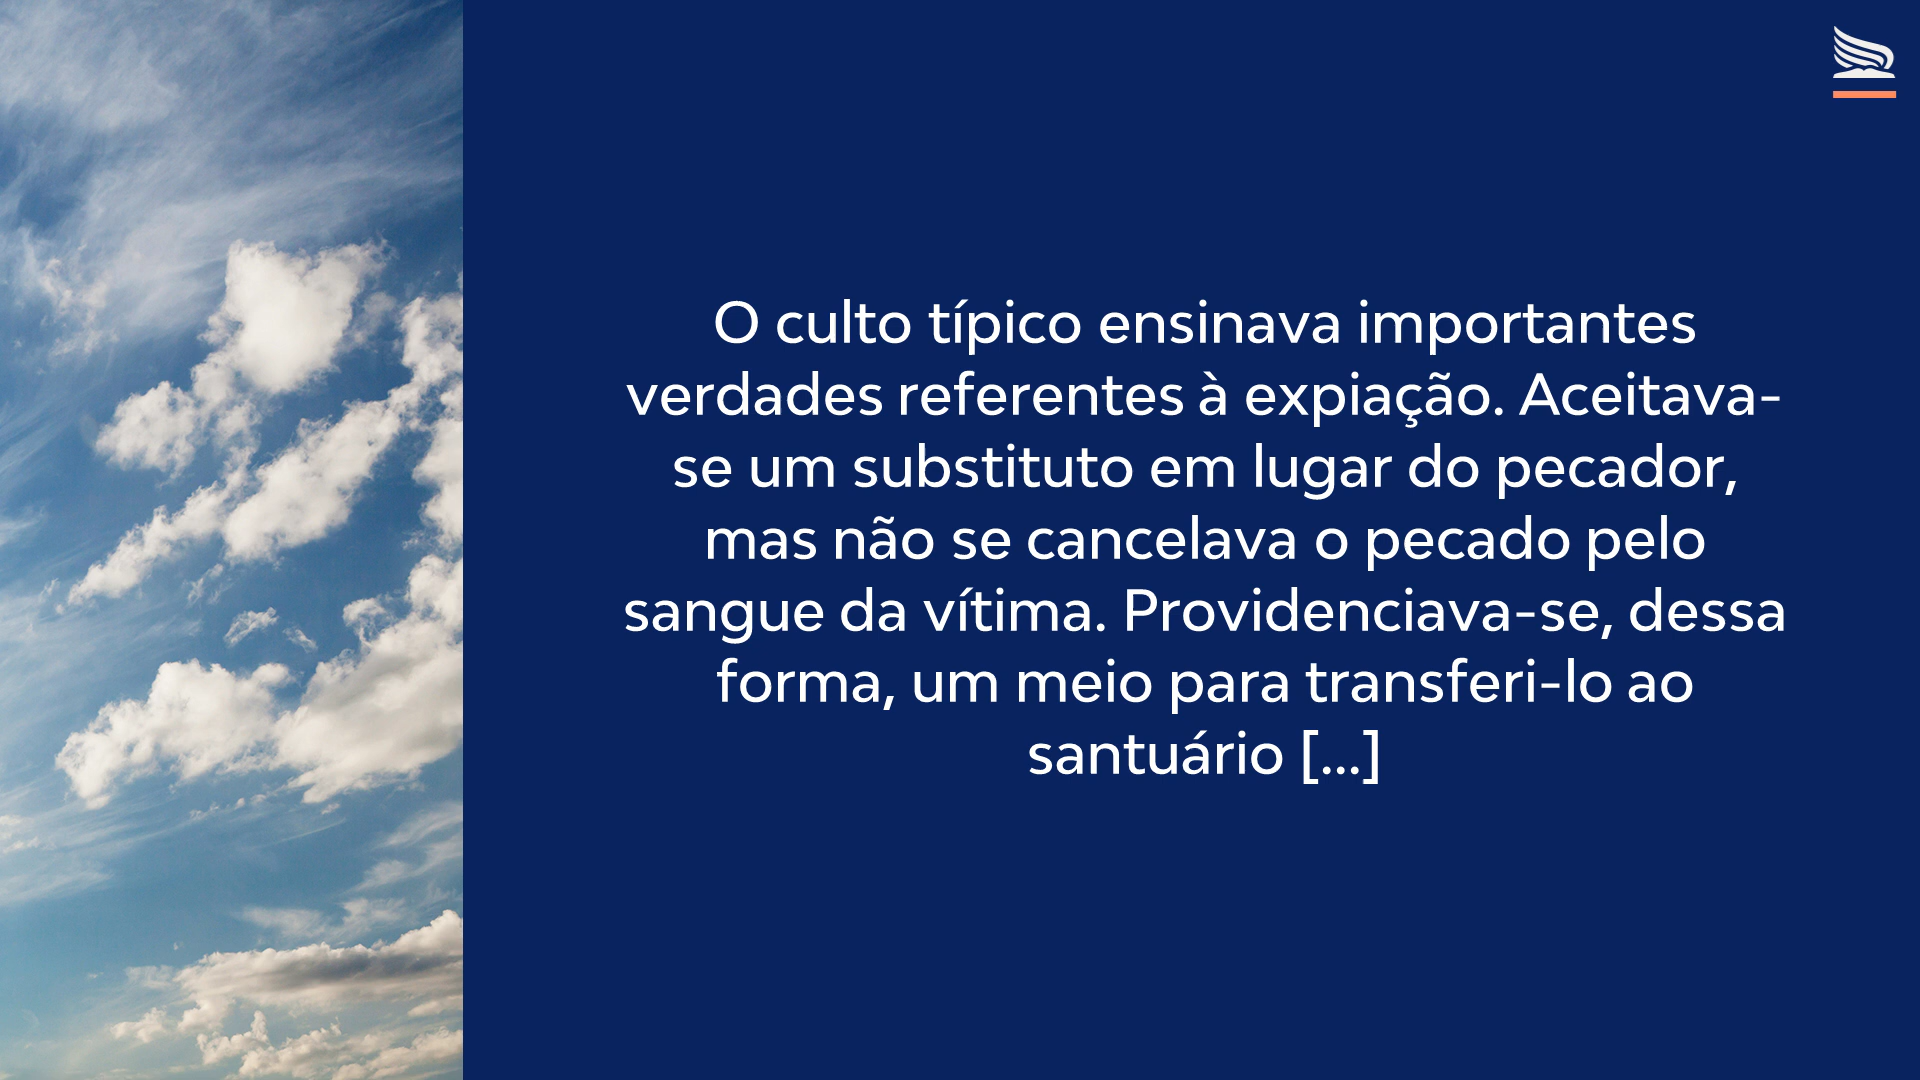 O culto típico ensinava importantes
verdades referentes à expiação. Aceitava-
se um substituto em lugar do pecador,
mas não se cancelava o pecado pelo
sangue da vítima. Providenciava-se, dessa
forma, um meio para transferi-lo ao
santuário [...]